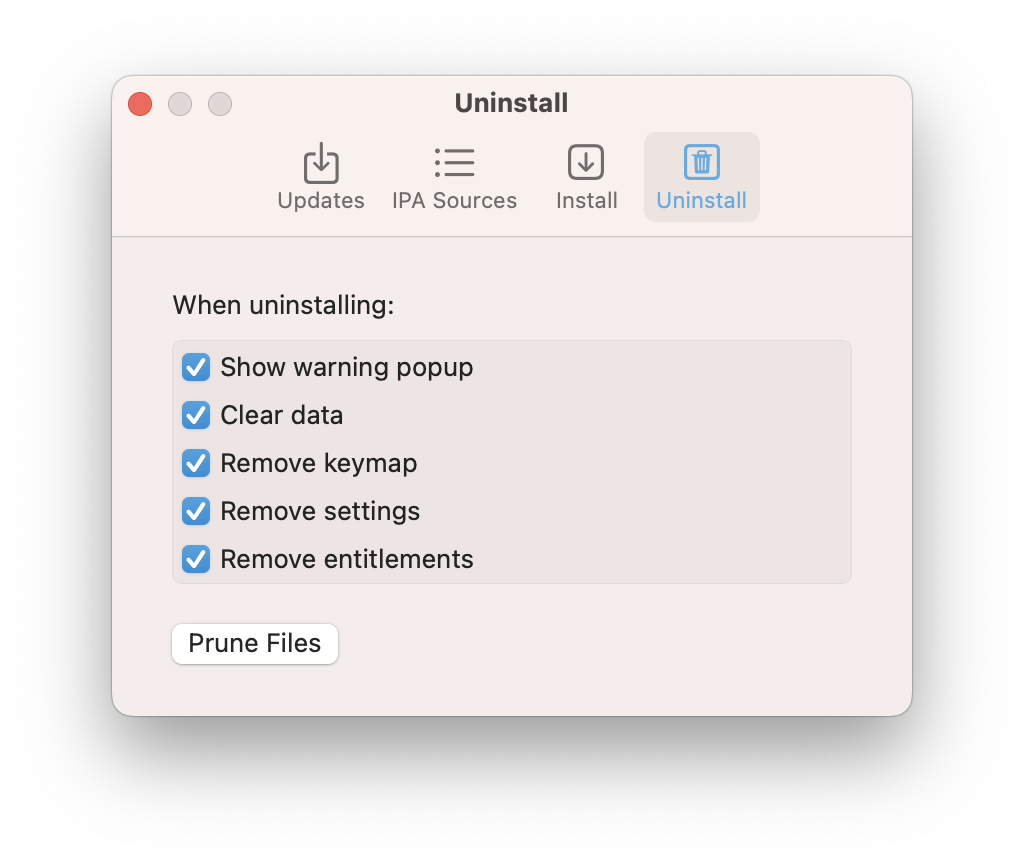 Uninstall
Updates IPA Sources Install Uninstall
When uninstalling:
Show warning popup
Clear data
Remove keymap
Remove settings
Remove entitlements
Prune Files